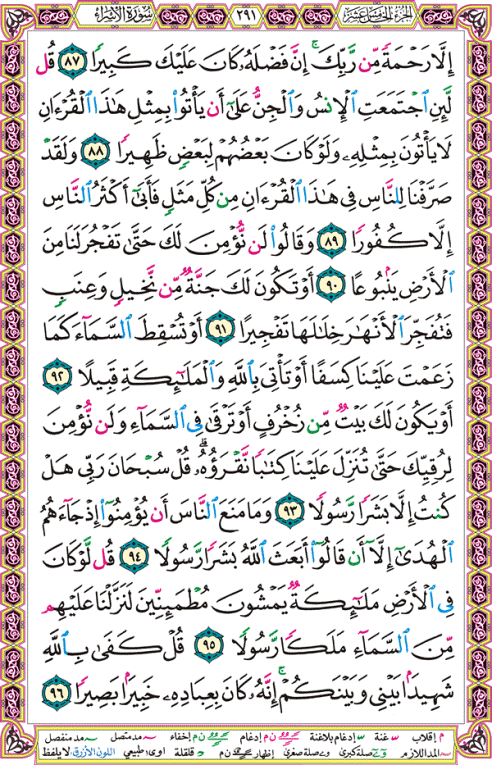 الجزء الخامس عشر ٢٩١ سورة الإسراء
إِلَّا رَحْمَةً مِّن رَّبِّكَ ۚ إِنَّ فَضْلَهُۥ كَانَ عَلَيْكَ كَبِيرًا ٨٧ قُل
لَّئِنِ ٱجْتَمَعَتِ ٱلْإِنسُ وَٱلْجِنُّ عَلَىٰٓ أَن يَأْتُوا۟ بِمِثْلِ هَٰذَا ٱلْقُرْءَانِ
لَا يَأْتُونَ بِمِثْلِهِۦ وَلَوْ كَانَ بَعْضُهُمْ لِبَعْضٍ ظَهِيرًا ٨٨ وَلَقَدْ
صَرَّفْنَا لِلنَّاسِ فِى هَٰذَا ٱلْقُرْءَانِ مِن كُلِّ مَثَلٍ فَأَبَىٰٓ أَكْثَرُ ٱلنَّاسِ
إِلَّا كُفُورًا ٨٩ وَقَالُوا۟ لَن نُّؤْمِنَ لَكَ حَتَّىٰ تَفْجُرَ لَنَا مِنَ
ٱلْأَرْضِ يَنۢبُوعًا ٩٠ أَوْ تَكُونَ لَكَ جَنَّةٌ مِّن نَّخِيلٍ وَعِنَبٍ
فَتُفَجِّرَ ٱلْأَنْهَٰرَ خِلَٰلَهَا تَفْجِيرًا ٩١ أَوْ تُسْقِطَ ٱلسَّمَآءَ كَمَا
زَعَمْتَ عَلَيْنَا كِسَفًا أَوْ تَأْتِىَ بِٱللَّهِ وَٱلْمَلَٰٓئِكَةِ قَبِيلًا ٩٢
أَوْ يَكُونَ لَكَ بَيْتٌ مِّن زُخْرُفٍ أَوْ تَرْقَىٰ فِى ٱلسَّمَآءِ وَلَن نُّؤْمِنَ
لِرُقِيِّكَ حَتَّىٰ تُنَزِّلَ عَلَيْنَا كِتَٰبًا نَّقْرَؤُهُۥ ۗ قُلْ سُبْحَانَ رَبِّى هَلْ
كُنتُ إِلَّا بَشَرًا رَّسُولًا ٩٣ وَمَا مَنَعَ ٱلنَّاسَ أَن يُؤْمِنُوٓا۟ إِذْ جَآءَهُمُ
ٱلْهُدَىٰٓ إِلَّآ أَن قَالُوٓا۟ أَبَعَثَ ٱللَّهُ بَشَرًا رَّسُولًا ٩٤ قُل لَّوْ كَانَ
فِى ٱلْأَرْضِ مَلَٰٓئِكَةٌ يَمْشُونَ مُطْمَئِنِّينَ لَنَزَّلْنَا عَلَيْهِم
مِّنَ ٱلسَّمَآءِ مَلَكًا رَّسُولًا ٩٥ قُلْ كَفَىٰ بِٱللَّهِ
شَهِيدًۢا بَيْنِى وَبَيْنَكُمْ ۚ إِنَّهُۥ كَانَ بِعِبَادِهِۦ خَبِيرًۢا بَصِيرًا ٩٦
م إقلاب غنة إدغام بلاغنة ن م إدغام ن م إخفاء مد متصل مد منفصل
المد اللازم صلة كبرى وے صلة صغرى إظهار ن م قلقلة اوى طبيعي اللون الأزرق لا يلفظ